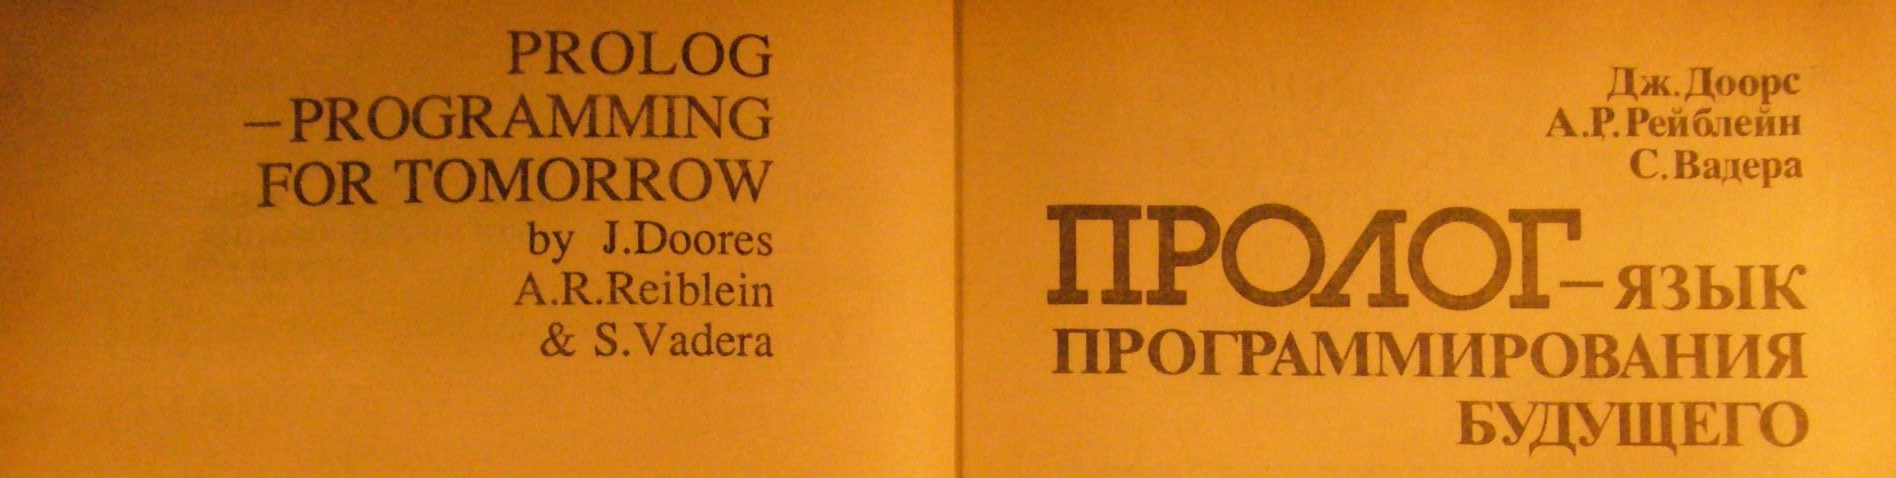 PROLOG
–PROGRAMMING
FOR TOMORROW
by J.Doores
A.R.Reiblein
& S.Vadera
Дж.Доорс
А.Р.Рейблейн
С.Вадера
ПРОЛОГ–ЯЗЫК
ПРОГРАММИРОВАНИЯ
БУДУЩЕГО